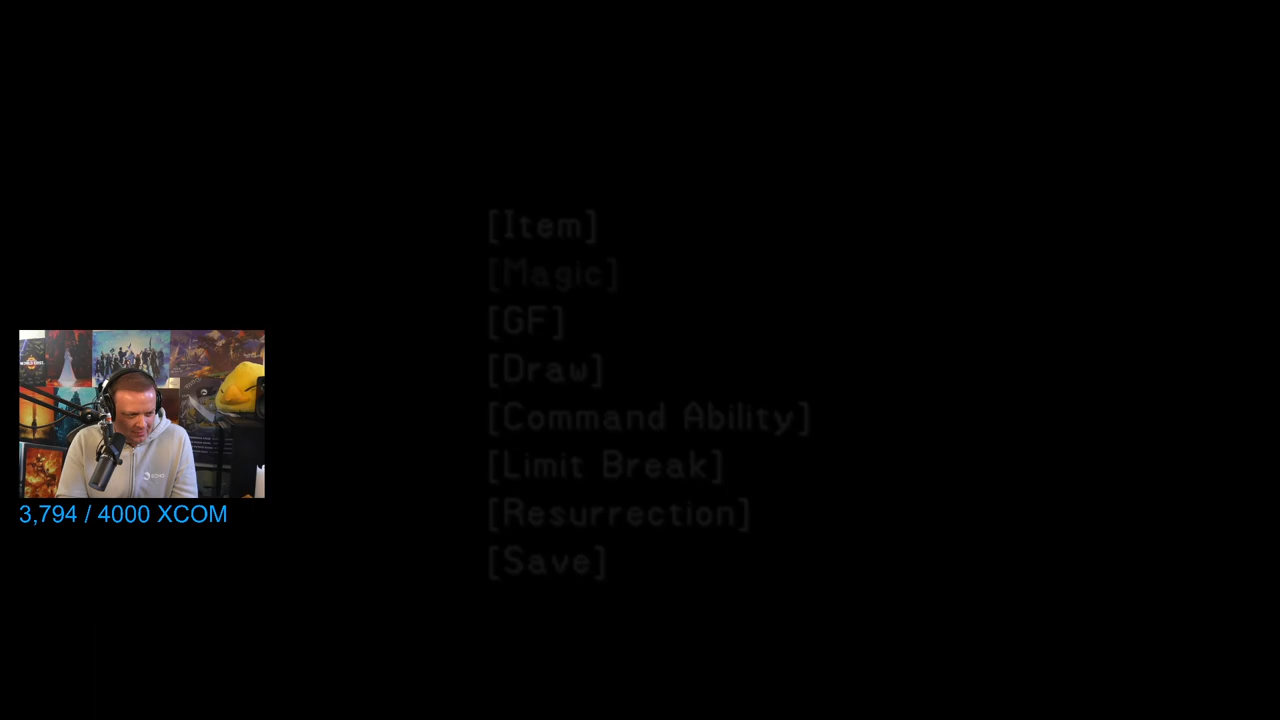 [Item]
[Magic]
[GF]
[Draw]
[Command Ability]
[Limit Break]
[Resurrection]
[Save]
3,794 / 4000 XCOM